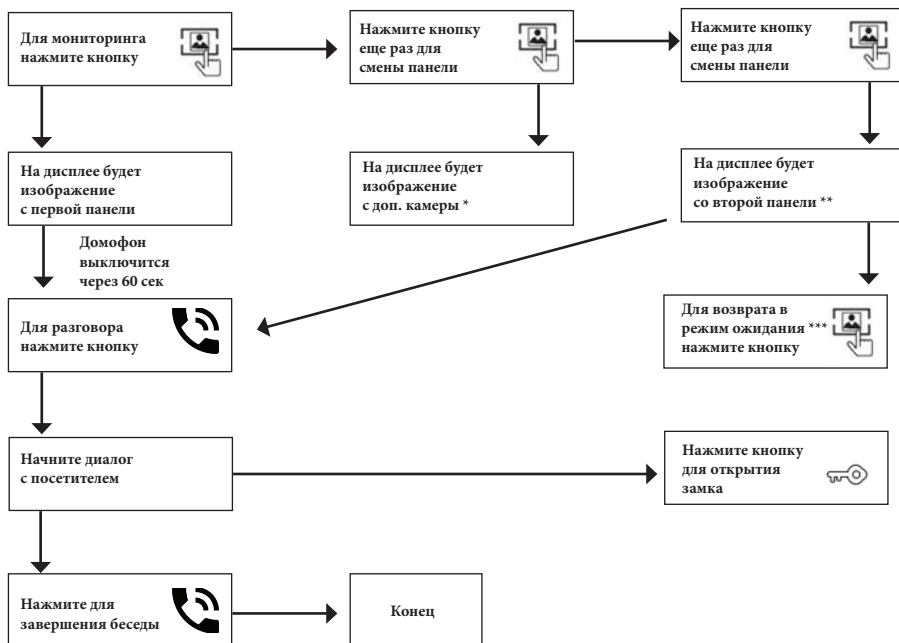 Для мониторинга
нажмите кнопку
Нажмите кнопку
еще раз для
смены панели
Нажмите кнопку
еще раз для
смены панели
На дисплее будет
изображение
с первой панели
На дисплее будет
изображение
с доп. камеры *
На дисплее будет
изображение
со второй панели **
Домофон
выключится
через 60 сек
Для разговора
нажмите кнопку
Для возврата в
режим ожидания ***
нажмите кнопку
Начните диалог
с посетителем
Нажмите кнопку
для открытия
замка
Нажмите для
завершения беседы
Конец